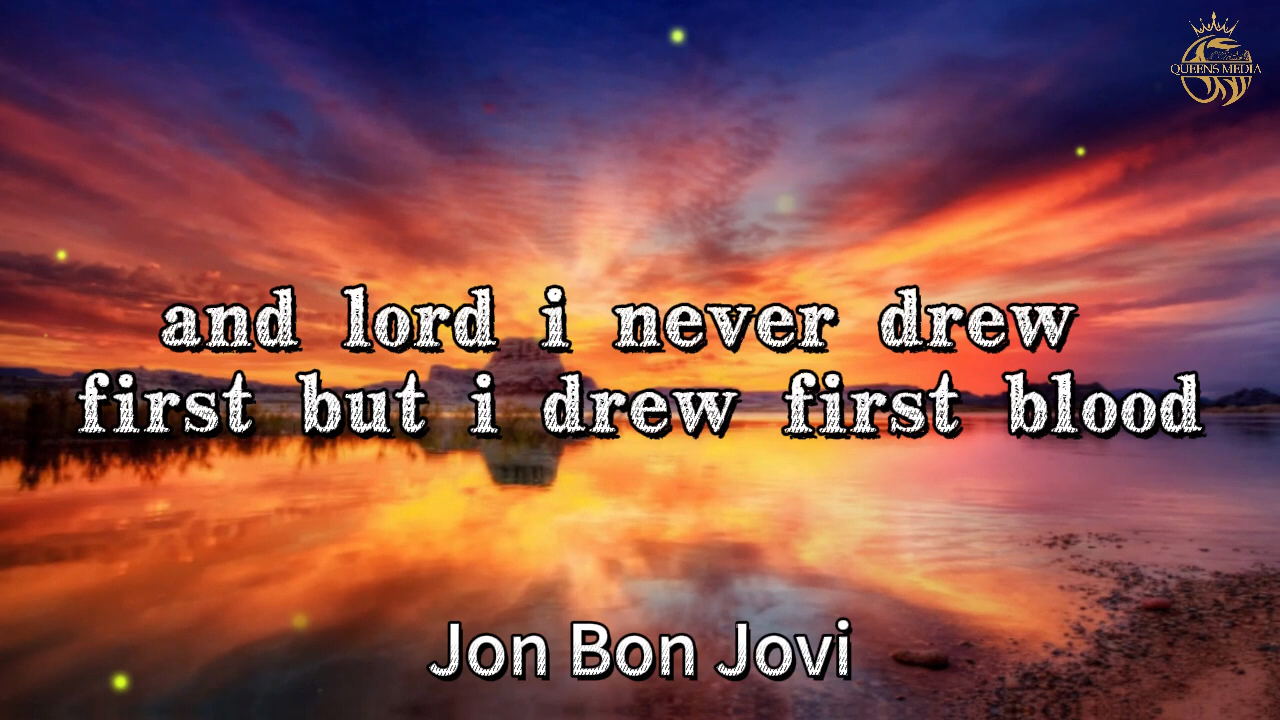 QUEENS MEDIA
and lord i never drew
first but i drew first blood
Jon Bon Jovi